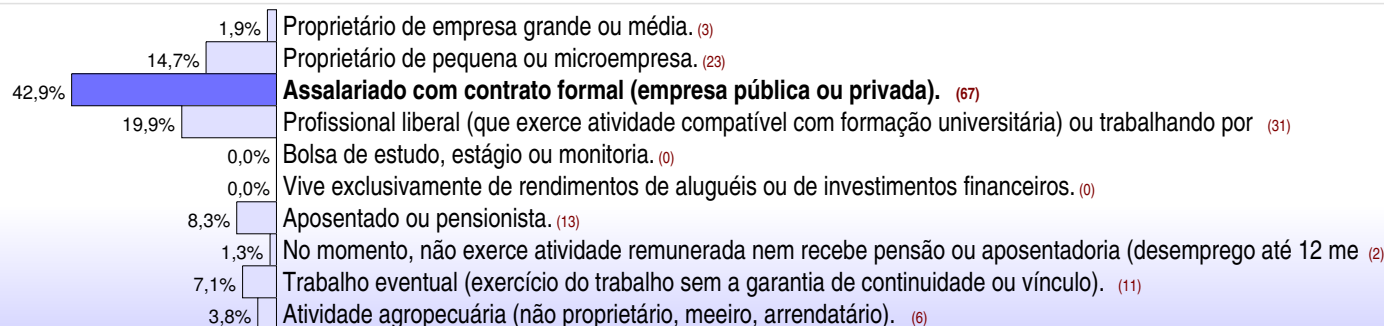 1,9% Proprietário de empresa grande ou média. (3)
14,7% Proprietário de pequena ou microempresa. (23)
42,9% Assalariado com contrato formal (empresa pública ou privada). (67)
19,9% Profissional liberal (que exerce atividade compatível com formação universitária) ou trabalhando por (31)
0,0% Bolsa de estudo, estágio ou monitoria. (0)
0,0% Vive exclusivamente de rendimentos de aluguéis ou de investimentos financeiros. (0)
8,3% Aposentado ou pensionista. (13)
1,3% No momento, não exerce atividade remunerada nem recebe pensão ou aposentadoria (desemprego até 12 me (2)
7,1% Trabalho eventual (exercício do trabalho sem a garantia de continuidade ou vínculo). (11)
3,8% Atividade agropecuária (não proprietário, meeiro, arrendatário). (6)